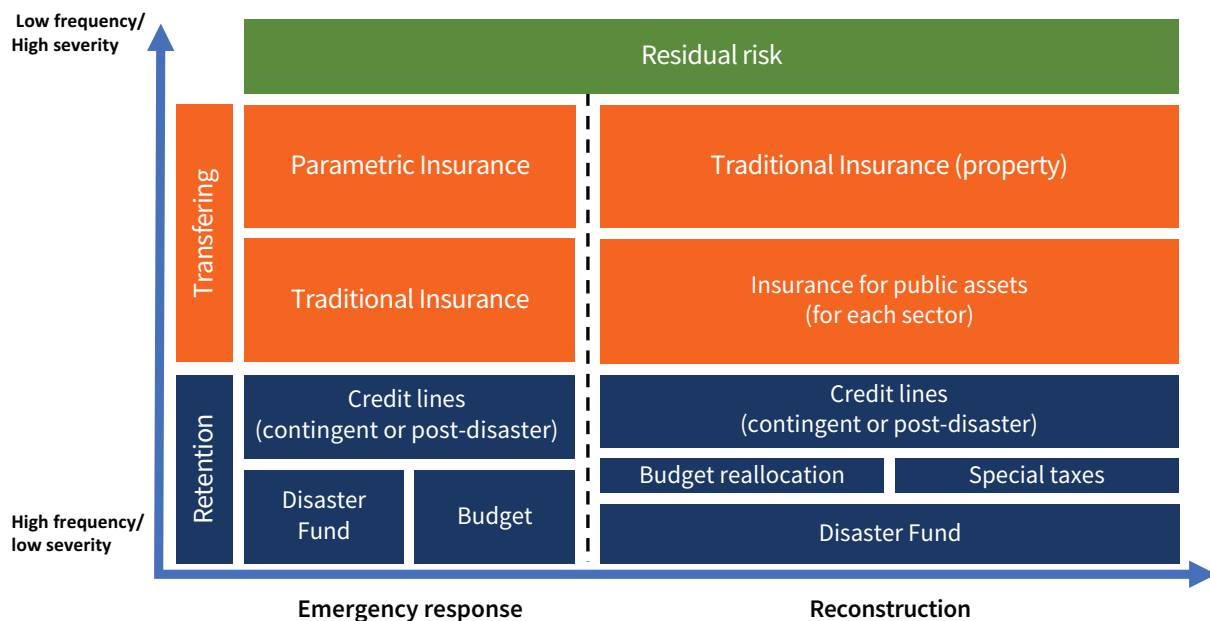 Low frequency/
High severity
Residual risk
Transfering
Parametric Insurance
Traditional Insurance (property)
Traditional Insurance
Insurance for public assets
(for each sector)
Retention
Credit lines
(contingent or post-disaster)
Credit lines
(contingent or post-disaster)
Budget reallocation
Special taxes
Disaster
Fund
Budget
Disaster Fund
High frequency/
low severity
Emergency response
Reconstruction